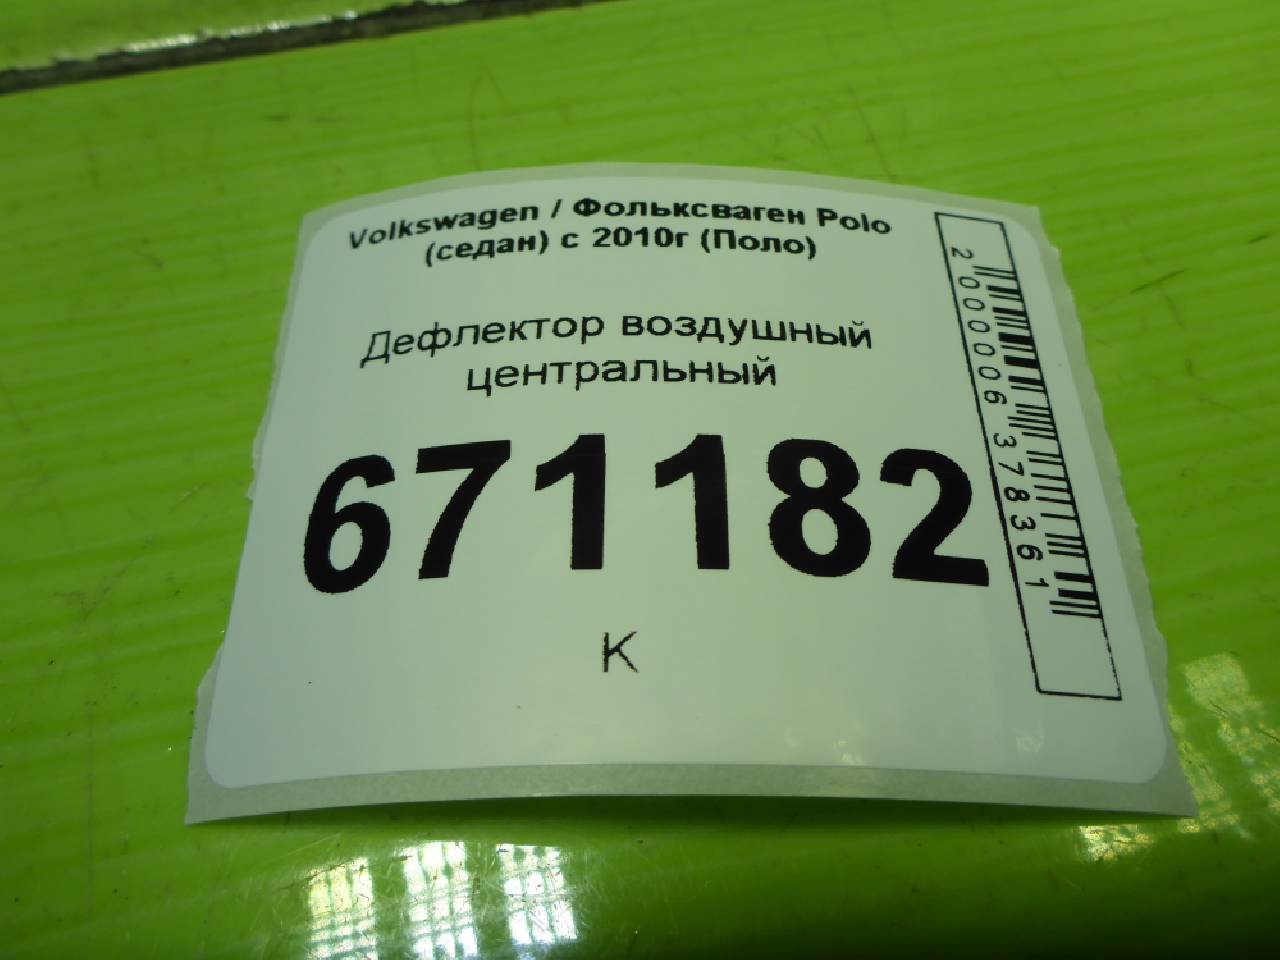 Volkswagen / Фольксваген Polo
(седан) с 2010г (Поло)
Дефлектор воздушный
центральный
671182
К
2000006378361